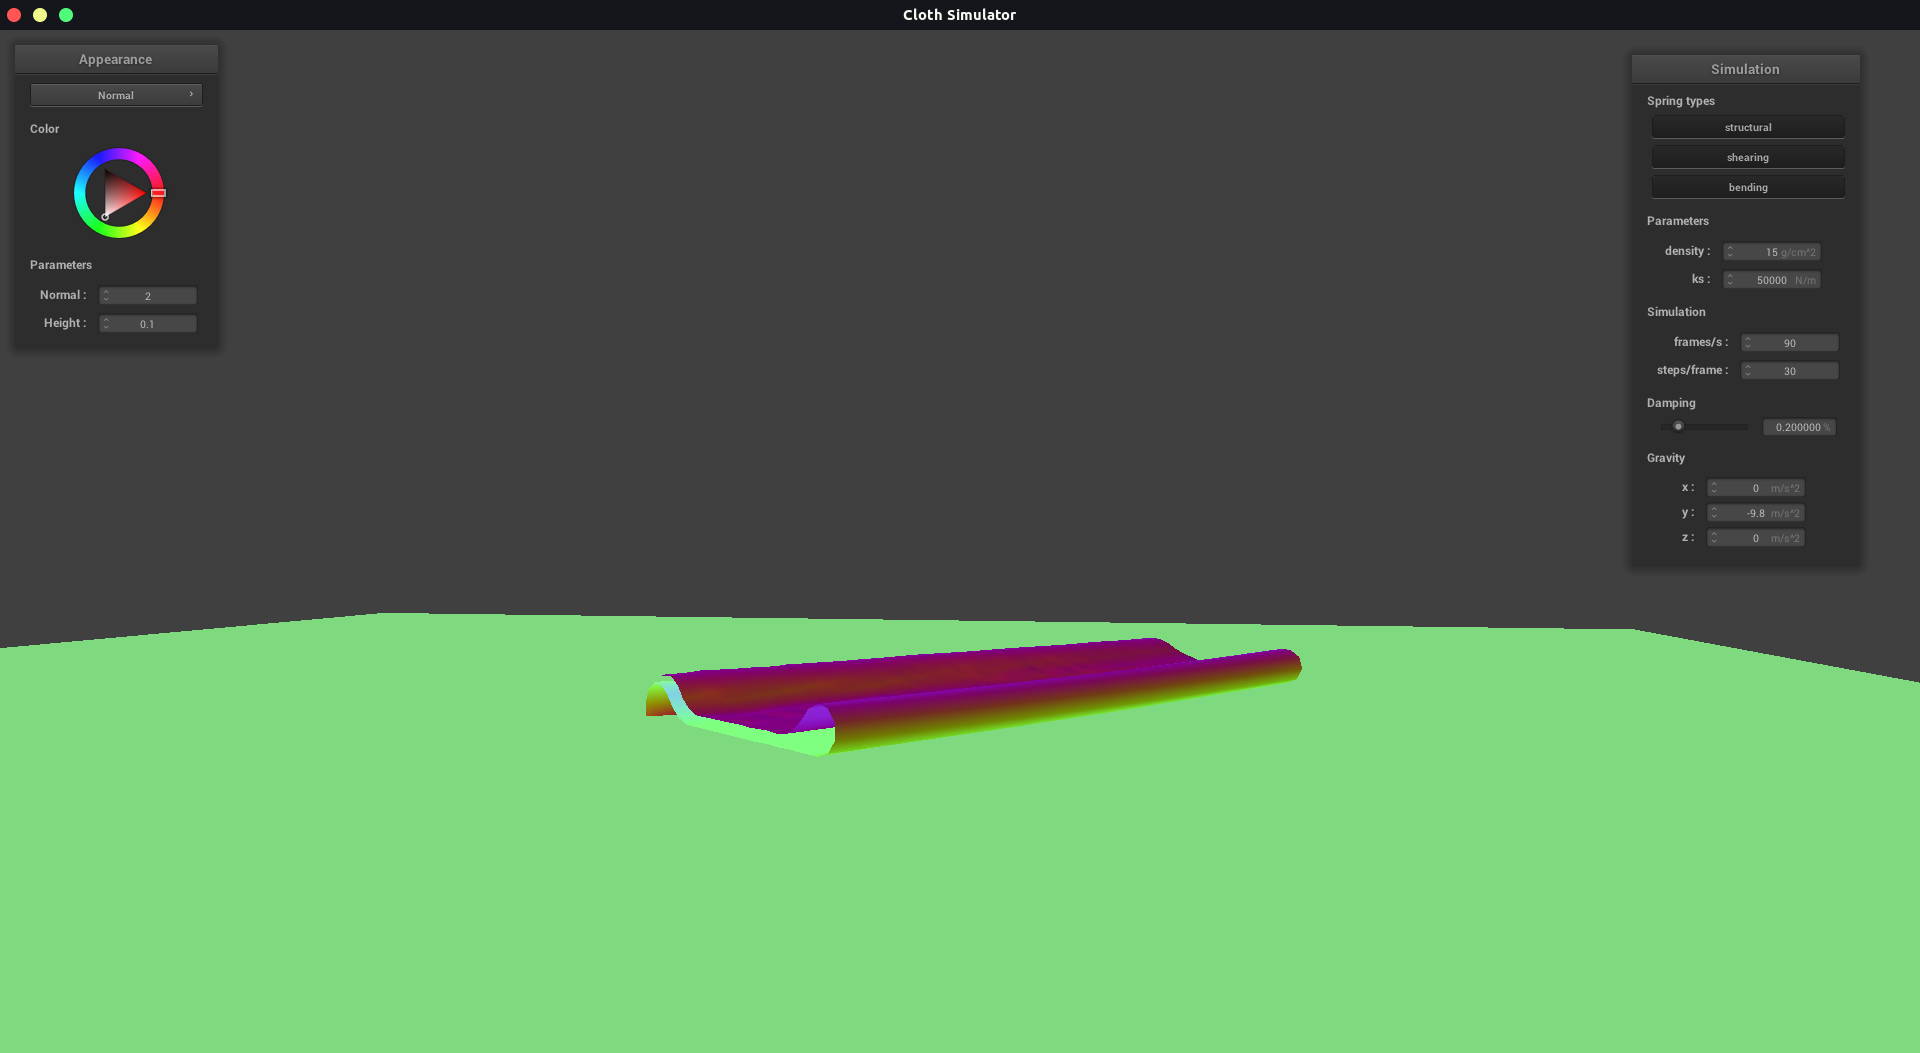 Cloth Simulator
Appearance
Normal
Color
Parameters
Normal : 2
Height : 0.1
Simulation
Spring types
structural
shearing
bending
Parameters
density : 15 g/cm^2
ks : 50000 N/m
Simulation
frames/s : 90
steps/frame : 30
Damping
0.200000 %
Gravity
x : 0 m/s^2
y : -9.8 m/s^2
z : 0 m/s^2